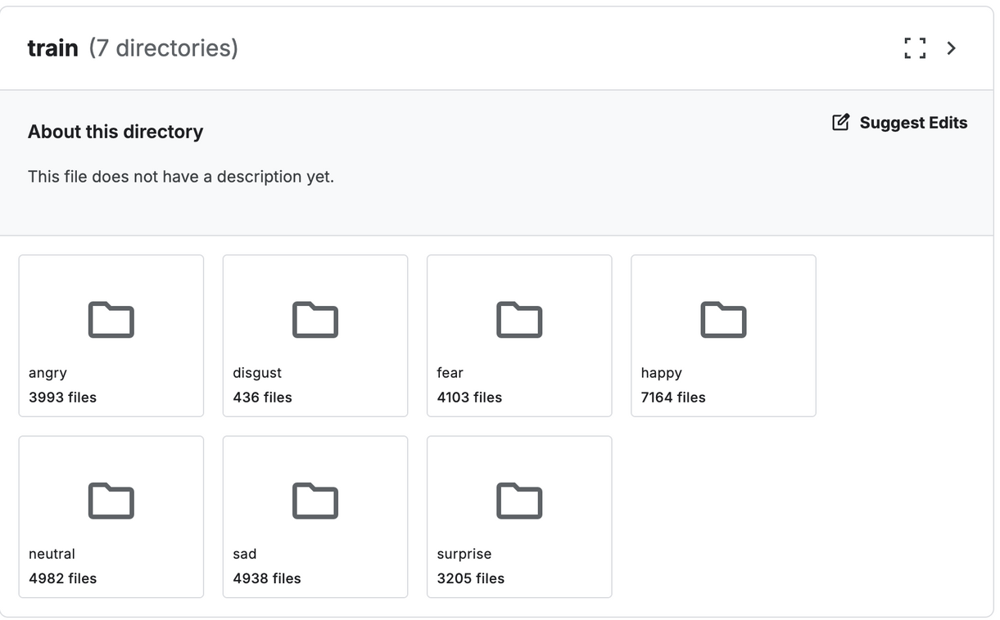 train (7 directories)
About this directory
Suggest Edits
This file does not have a description yet.
angry
3993 files
disgust
436 files
fear
4103 files
happy
7164 files
neutral
4982 files
sad
4938 files
surprise
3205 files